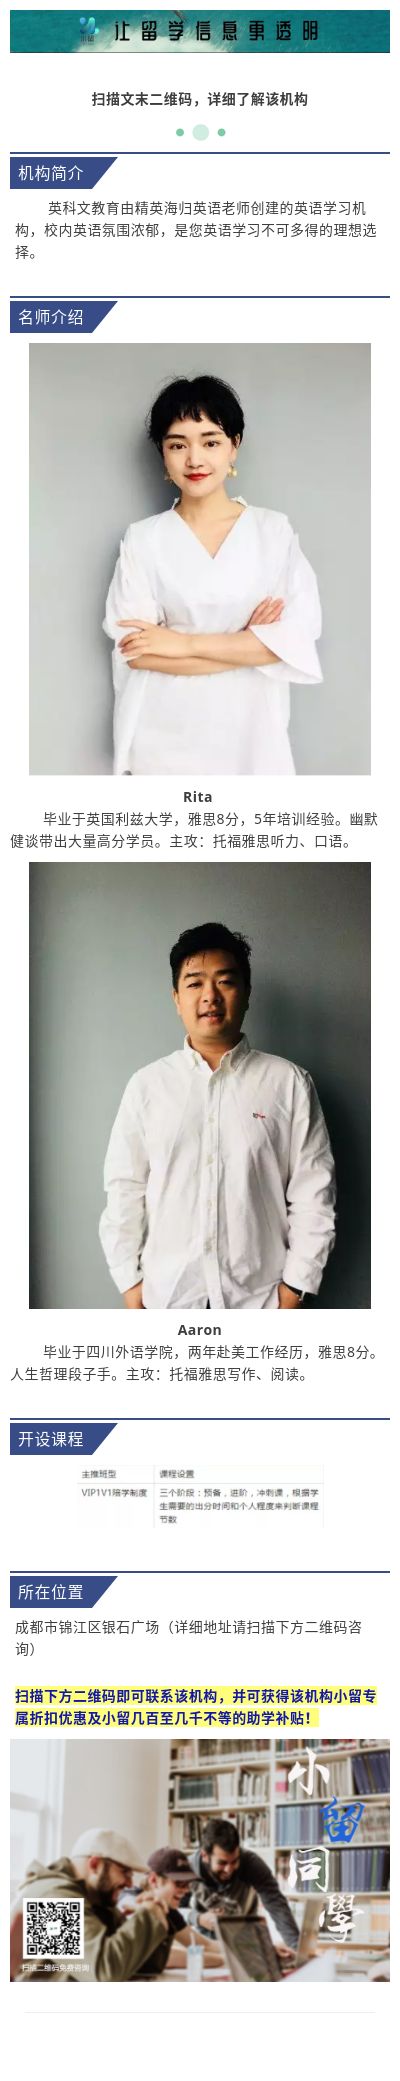 小留
让留学信息更透明
扫描文末二维码，详细了解该机构
机构简介
英科文教育由精英海归英语老师创建的英语学习机
构，校内英语氛围浓郁，是您英语学习不可多得的理想选
择。
名师介绍
Rita
毕业于英国利兹大学，雅思8分，5年培训经验。幽默
健谈带出大量高分学员。主攻：托福雅思听力、口语。
Aaron
毕业于四川外语学院，两年赴美工作经历，雅思8分。
人生哲理段子手。主攻：托福雅思写作、阅读。
开设课程
主推班型 课程设置
VIP1V1陪学制度 三个阶段：预备，进阶，冲刺课，根据学
生需要的出分时间和个人程度来判断课程
节数
所在位置
成都市锦江区银石广场（详细地址请扫描下方二维码咨
询）
扫描下方二维码即可联系该机构，并可获得该机构小留专
属折扣优惠及小留几百至几千不等的助学补贴！
小
留
同
學
扫描二维码免费咨询